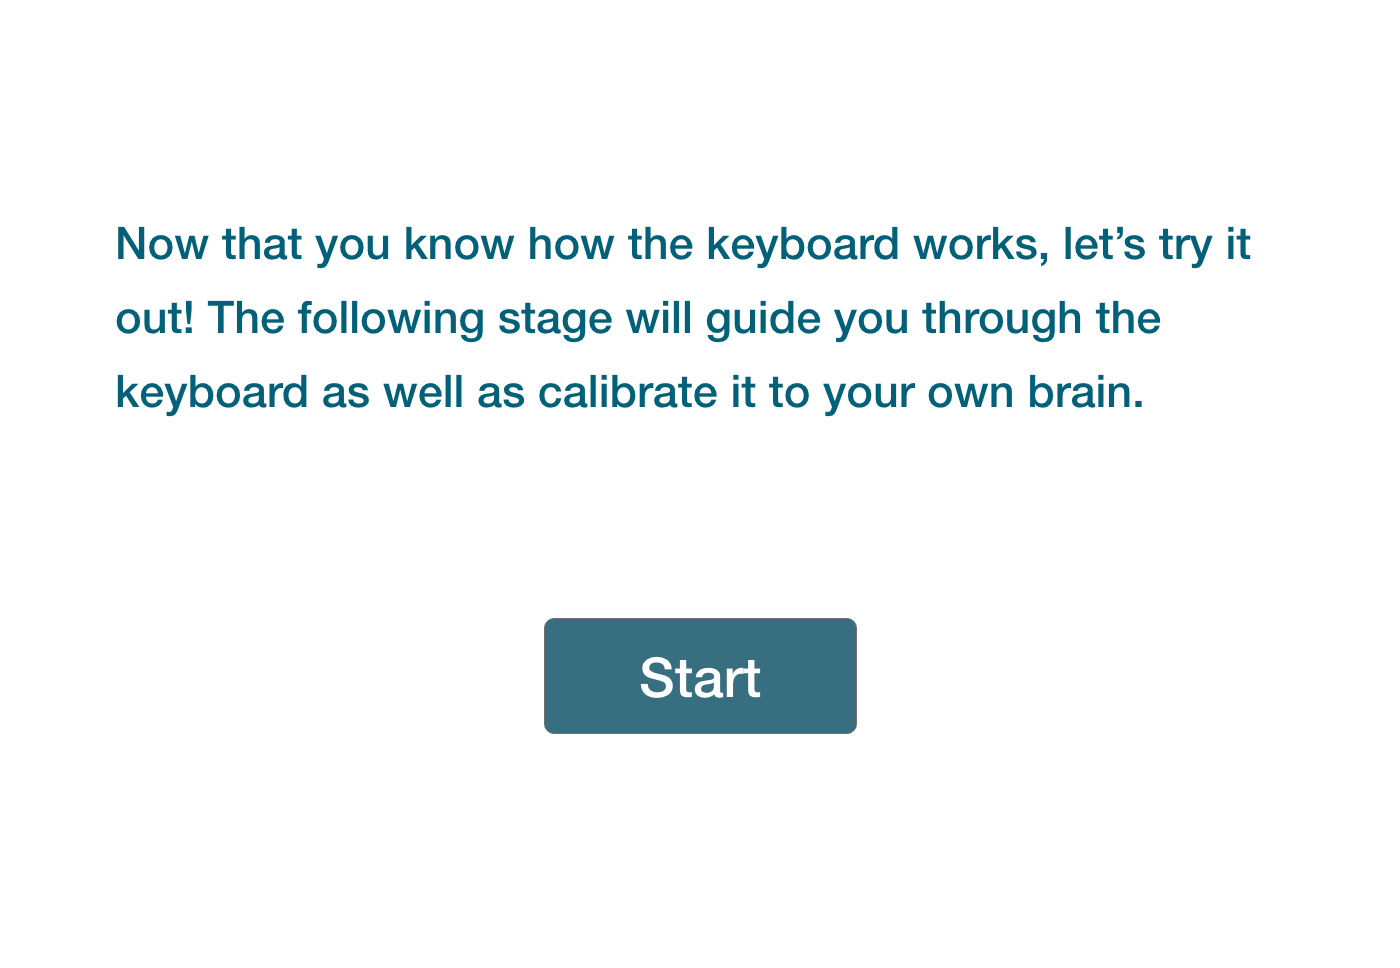 Now that you know how the keyboard works, let’s try it
out! The following stage will guide you through the
keyboard as well as calibrate it to your own brain.
Start